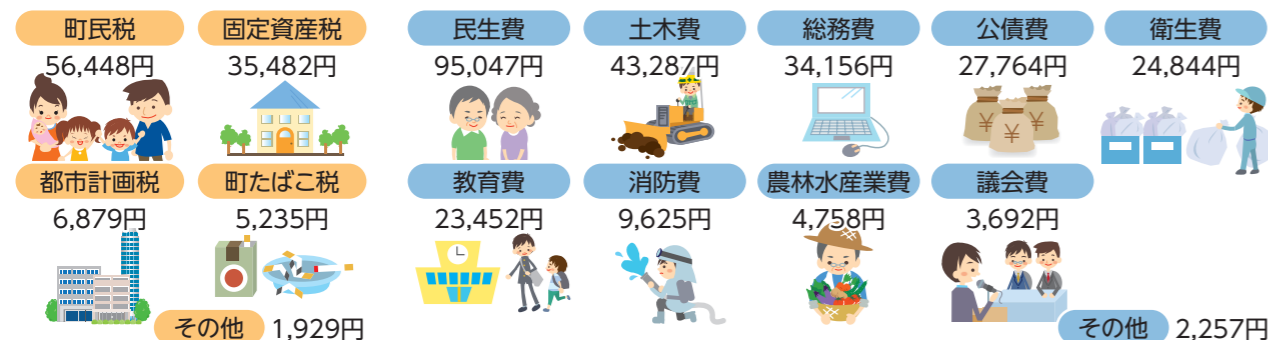 町民税
56,448円
固定資産税
35,482円
都市計画税
6,879円
町たばこ税
5,235円
その他 1,929円
民生費
95,047円
土木費
43,287円
総務費
34,156円
公債費
27,764円
衛生費
24,844円
教育費
23,452円
消防費
9,625円
農林水産業費
4,758円
議会費
3,692円
その他 2,257円